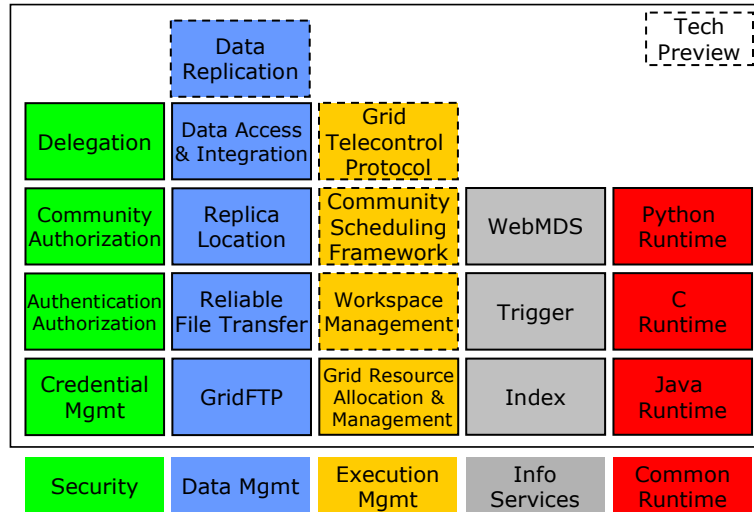 Tech
Preview
Data
Replication
Delegation
Data Access
& Integration
Grid
Telecontrol
Protocol
Community
Authorization
Replica
Location
Community
Scheduling
Framework
WebMDS
Python
Runtime
Authentication
Authorization
Reliable
File Transfer
Workspace
Management
Trigger
C
Runtime
Credential
Mgmt
GridFTP
Grid Resource
Allocation &
Management
Index
Java
Runtime
Security
Data Mgmt
Execution
Mgmt
Info
Services
Common
Runtime